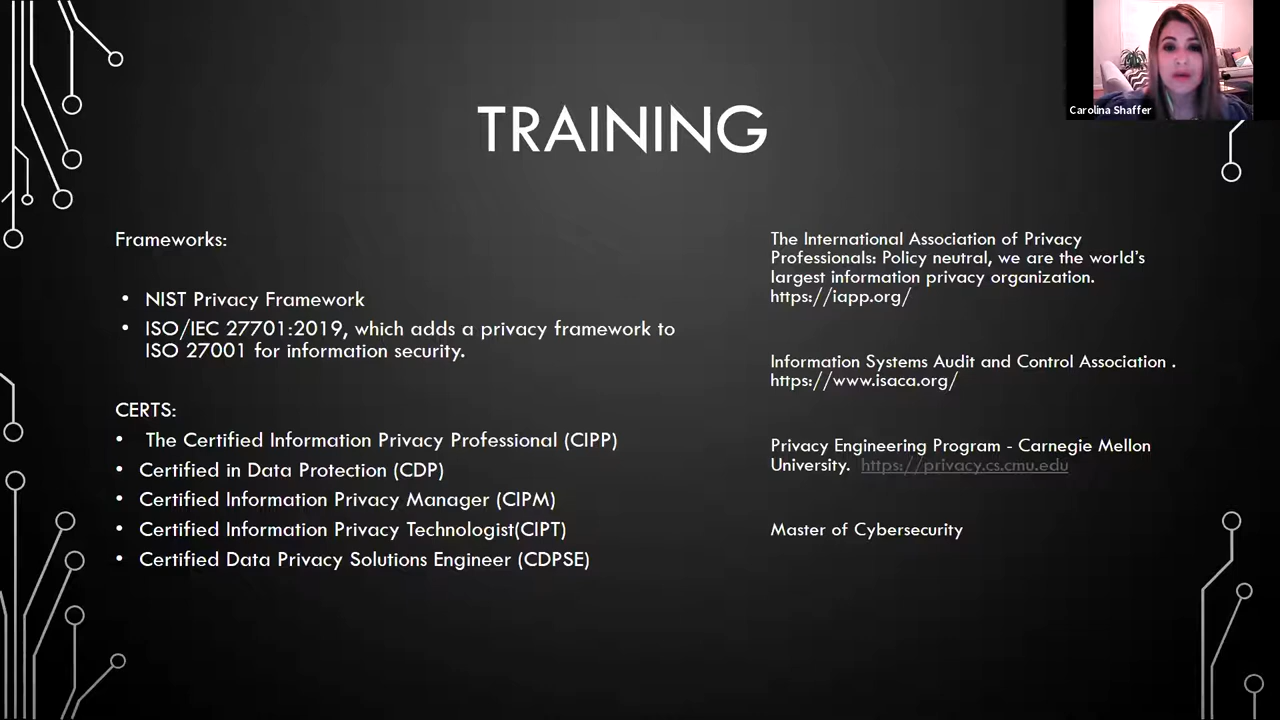 Carolina Shaffer
TRAINING
Frameworks:
• NIST Privacy Framework
• ISO/IEC 27701:2019, which adds a privacy framework to
ISO 27001 for information security.
CERTS:
• The Certified Information Privacy Professional (CIPP)
• Certified in Data Protection (CDP)
• Certified Information Privacy Manager (CIPM)
• Certified Information Privacy Technologist(CIPT)
• Certified Data Privacy Solutions Engineer (CDPSE)
The International Association of Privacy
Professionals: Policy neutral, we are the world's
largest information privacy organization.
https://iapp.org/
Information Systems Audit and Control Association .
https://www.isaca.org/
Privacy Engineering Program - Carnegie Mellon
University. https://privacy.cs.cmu.edu
Master of Cybersecurity